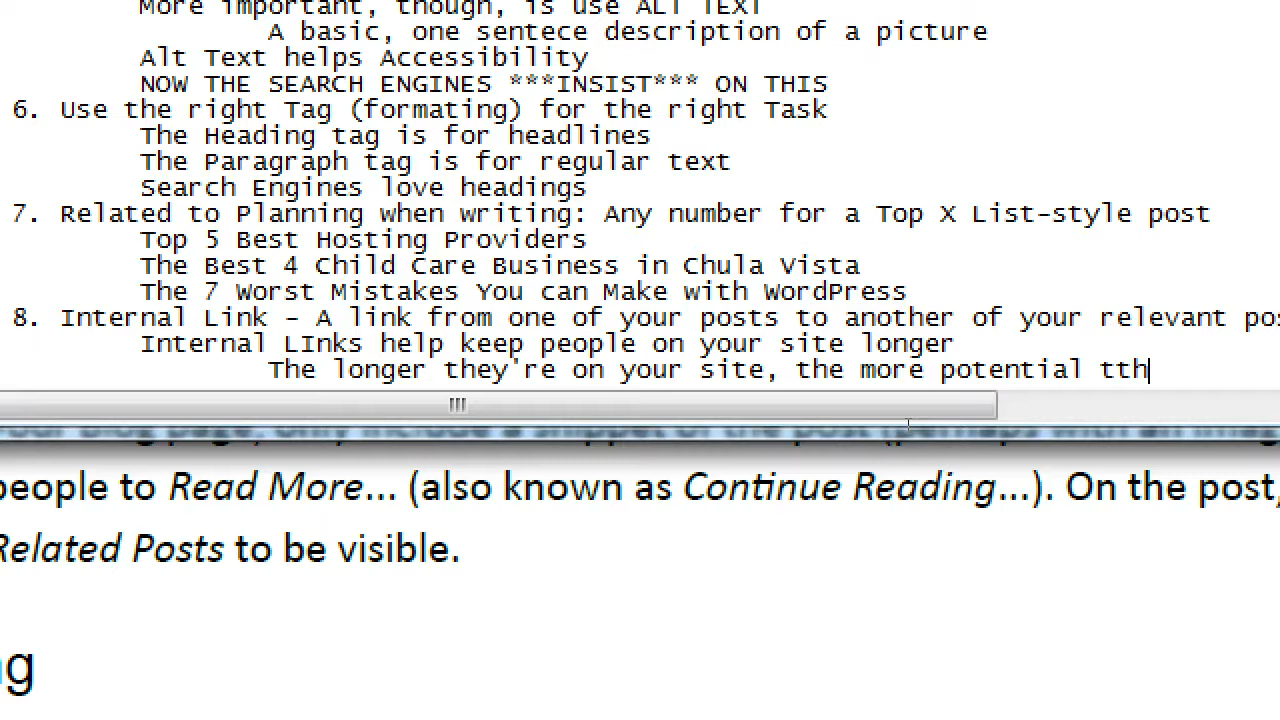 More important, though, is use ALT TEXT
A basic, one sentece description of a picture
Alt Text helps Accessibility
NOW THE SEARCH ENGINES ***INSIST*** ON THIS
6. Use the right Tag (formating) for the right Task
The Heading tag is for headlines
The Paragraph tag is for regular text
Search Engines love headings
7. Related to Planning when writing: Any number for a Top X List-style post
Top 5 Best Hosting Providers
The Best 4 Child Care Business in Chula Vista
The 7 Worst Mistakes You can Make with WordPress
8. Internal Link - A link from one of your posts to another of your relevant pos
Internal LInks help keep people on your site longer
The longer they're on your site, the more potential tth
people to Read More... (also known as Continue Reading...). On the post,
Related Posts to be visible.
g